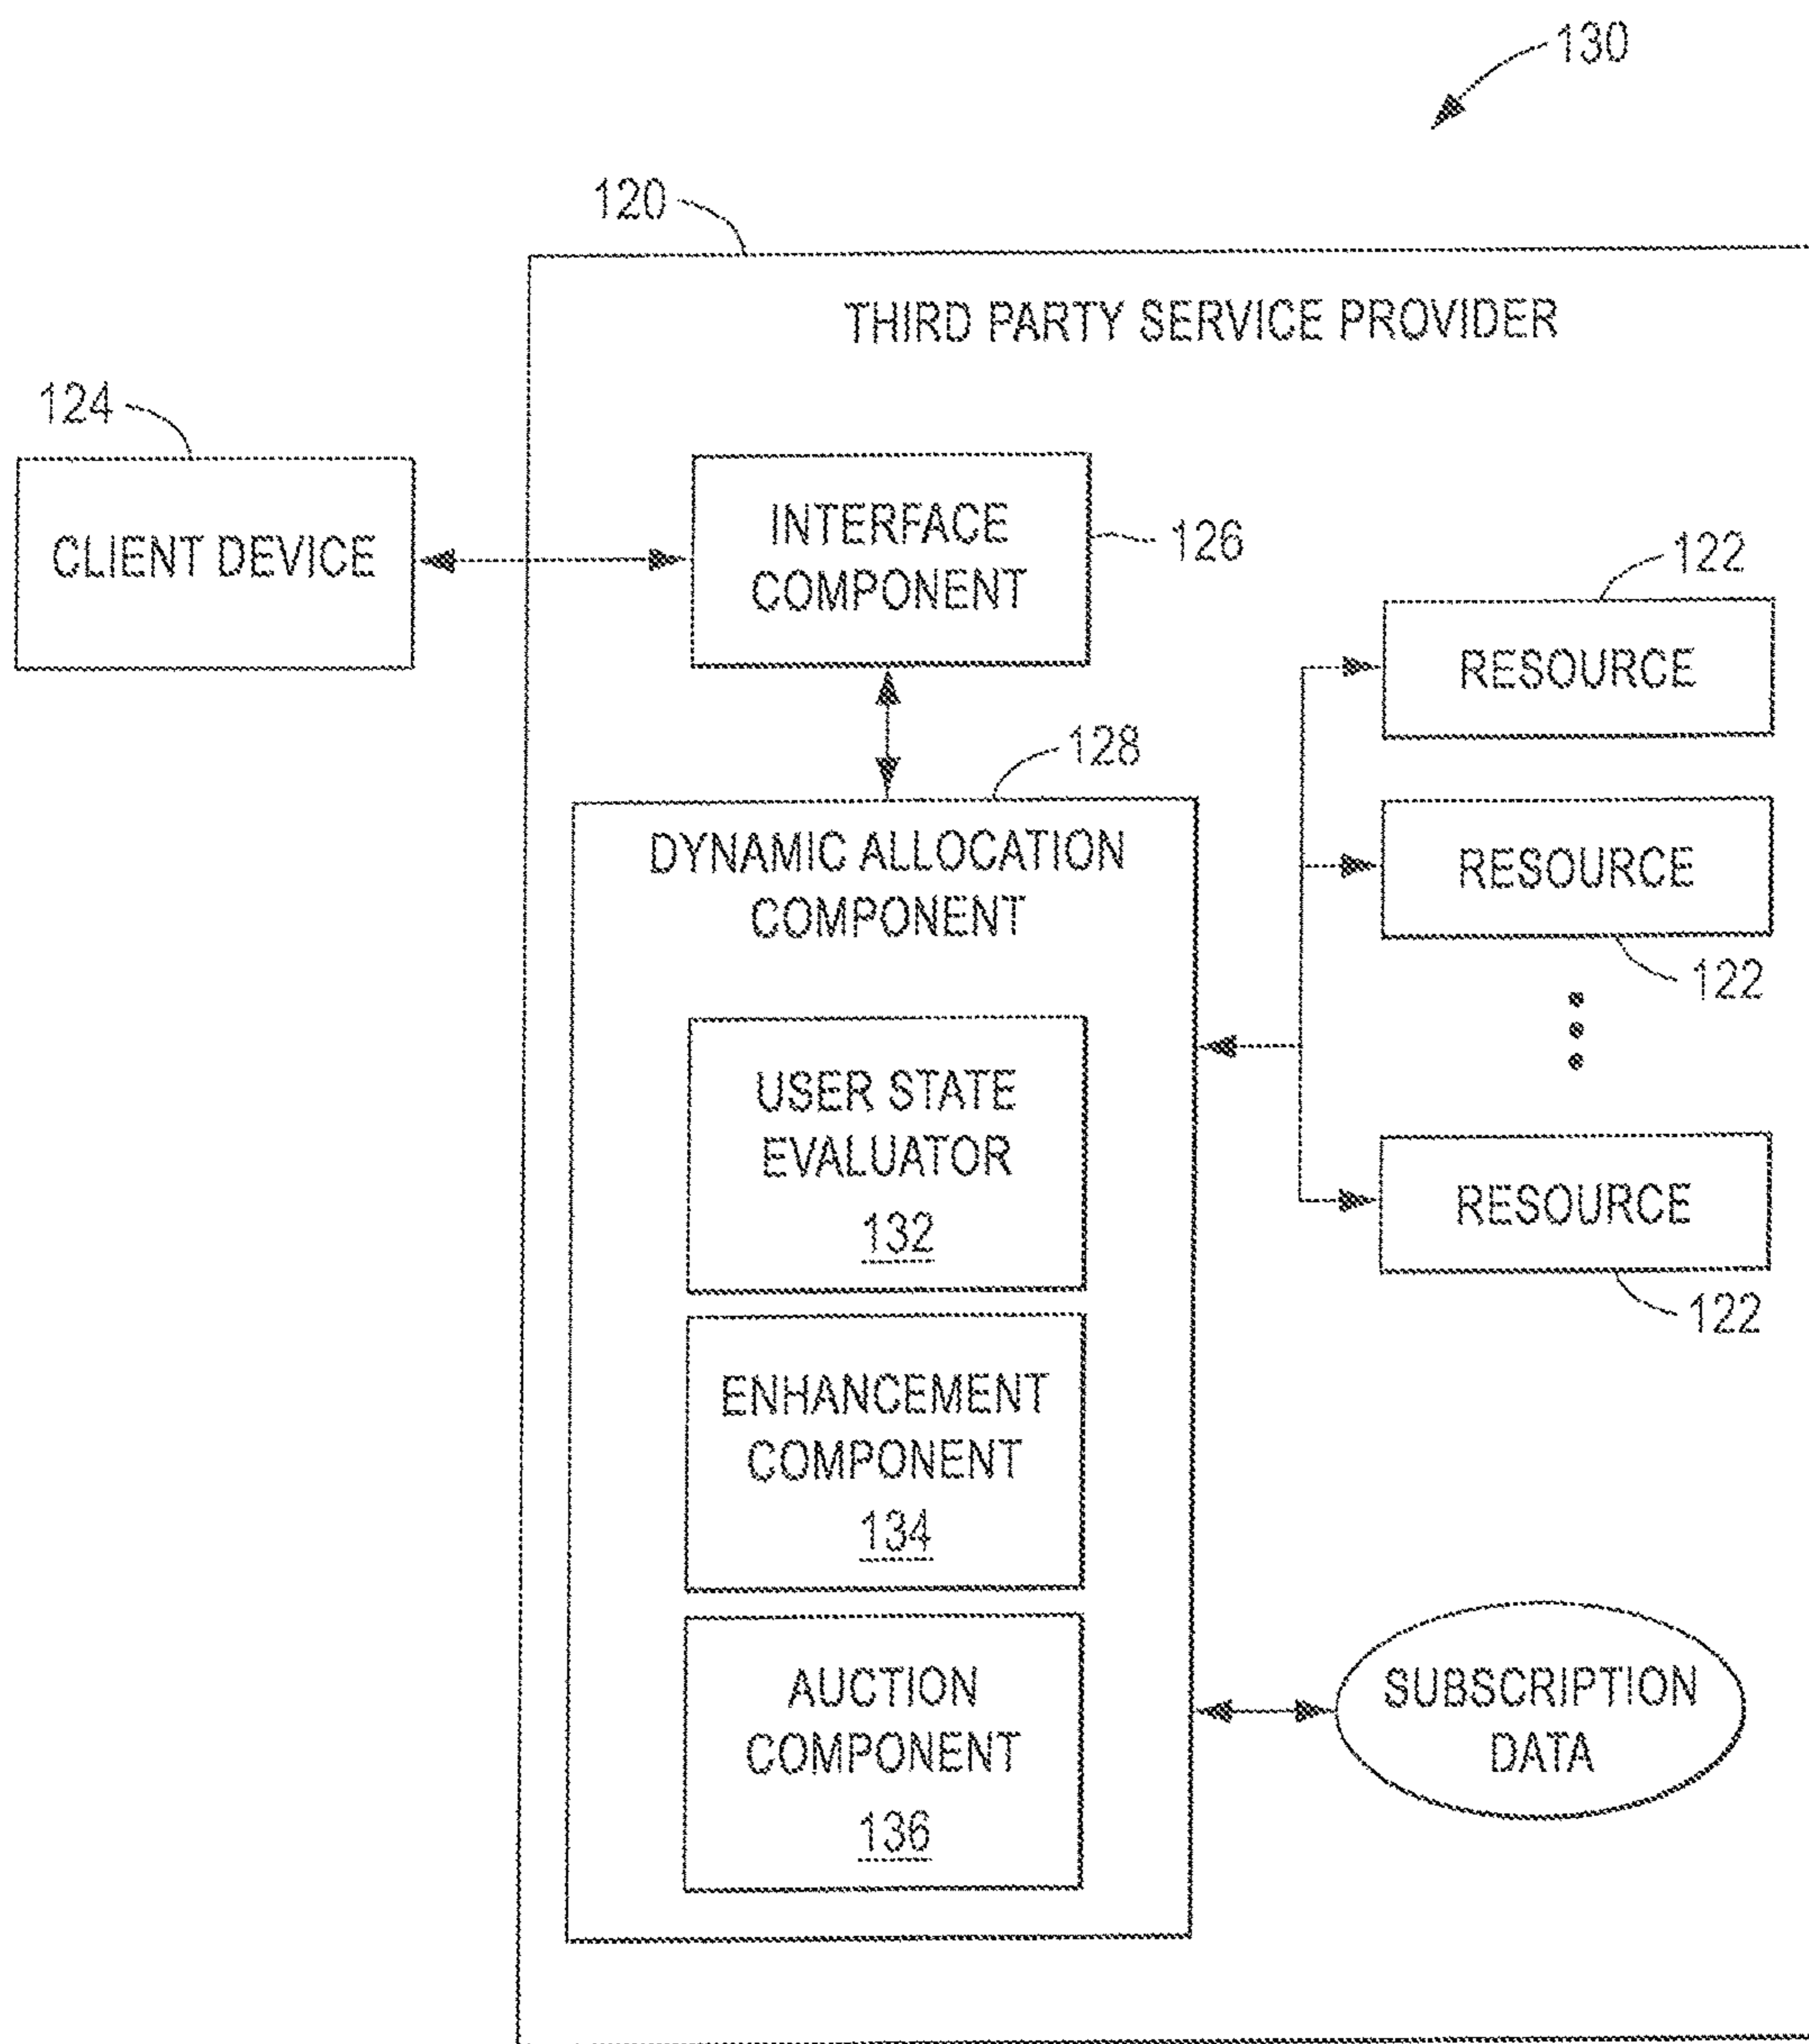 130
120
THIRD PARTY SERVICE PROVIDER
124
CLIENT DEVICE
INTERFACE
COMPONENT
126
122
RESOURCE
128
DYNAMIC ALLOCATION
COMPONENT
RESOURCE
122
USER STATE
EVALUATOR
132
RESOURCE
122
ENHANCEMENT
COMPONENT
134
AUCTION
COMPONENT
136
SUBSCRIPTION
DATA